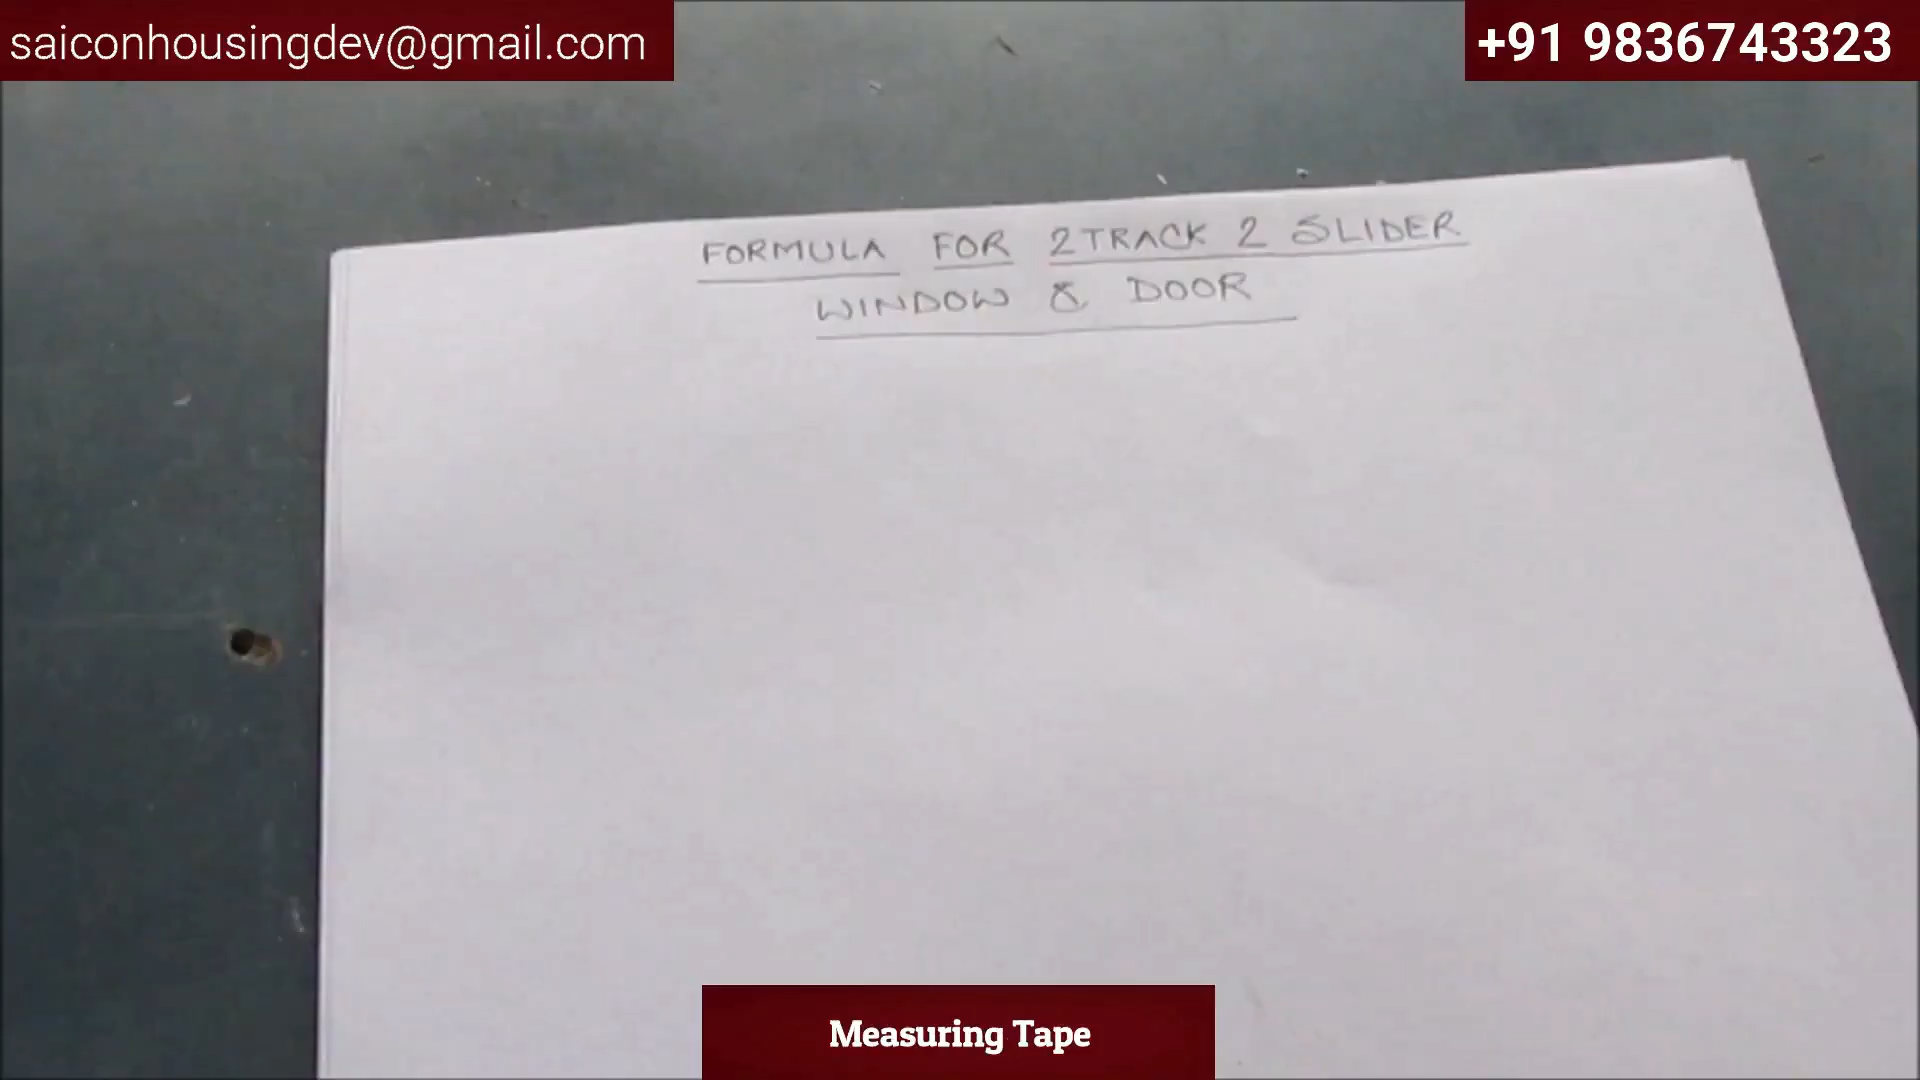 saiconhousingdev@gmail.com
+91 9836743323
FORMULA FOR 2TRACK 2 SLIDER
WINDOW & DOOR
Measuring Tape